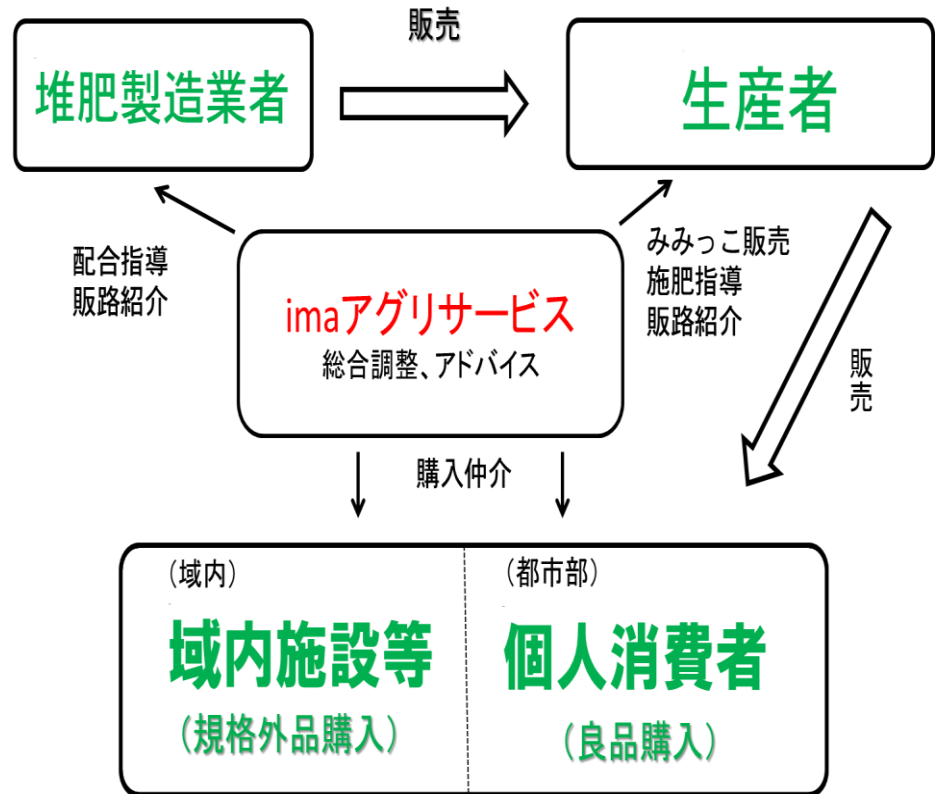 販売
堆肥製造業者
生産者
配合指導
販路紹介
imaアグリサービス
総合調整、アドバイス
みみっこ販売
施肥指導
販路紹介
販売
購入仲介
（域内）
域内施設等
（規格外品購入）
（都市部）
個人消費者
（良品購入）